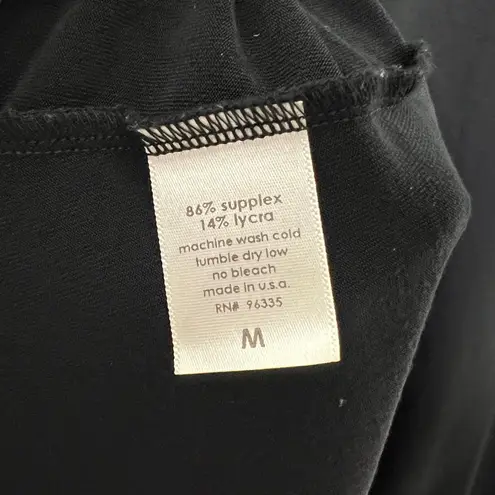 86% supplex
14% lycra
machine wash cold
tumble dry low
no bleach
made in u.s.a.
RN# 96335
M